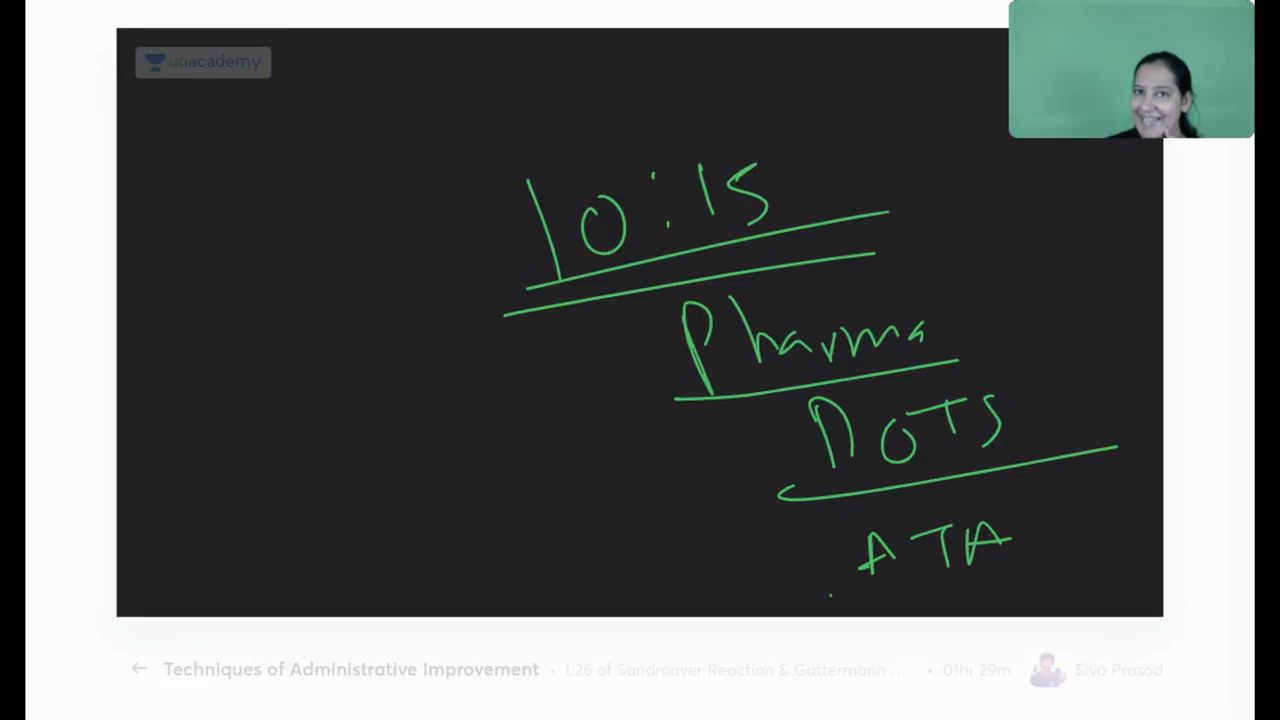 unacademy
10:15
Pharma
DOTS
ATA
← Techniques of Administrative Improvement • L26 of Sandmayer Reaction & Gattermann ... • 01hr 29m Siva Prasad